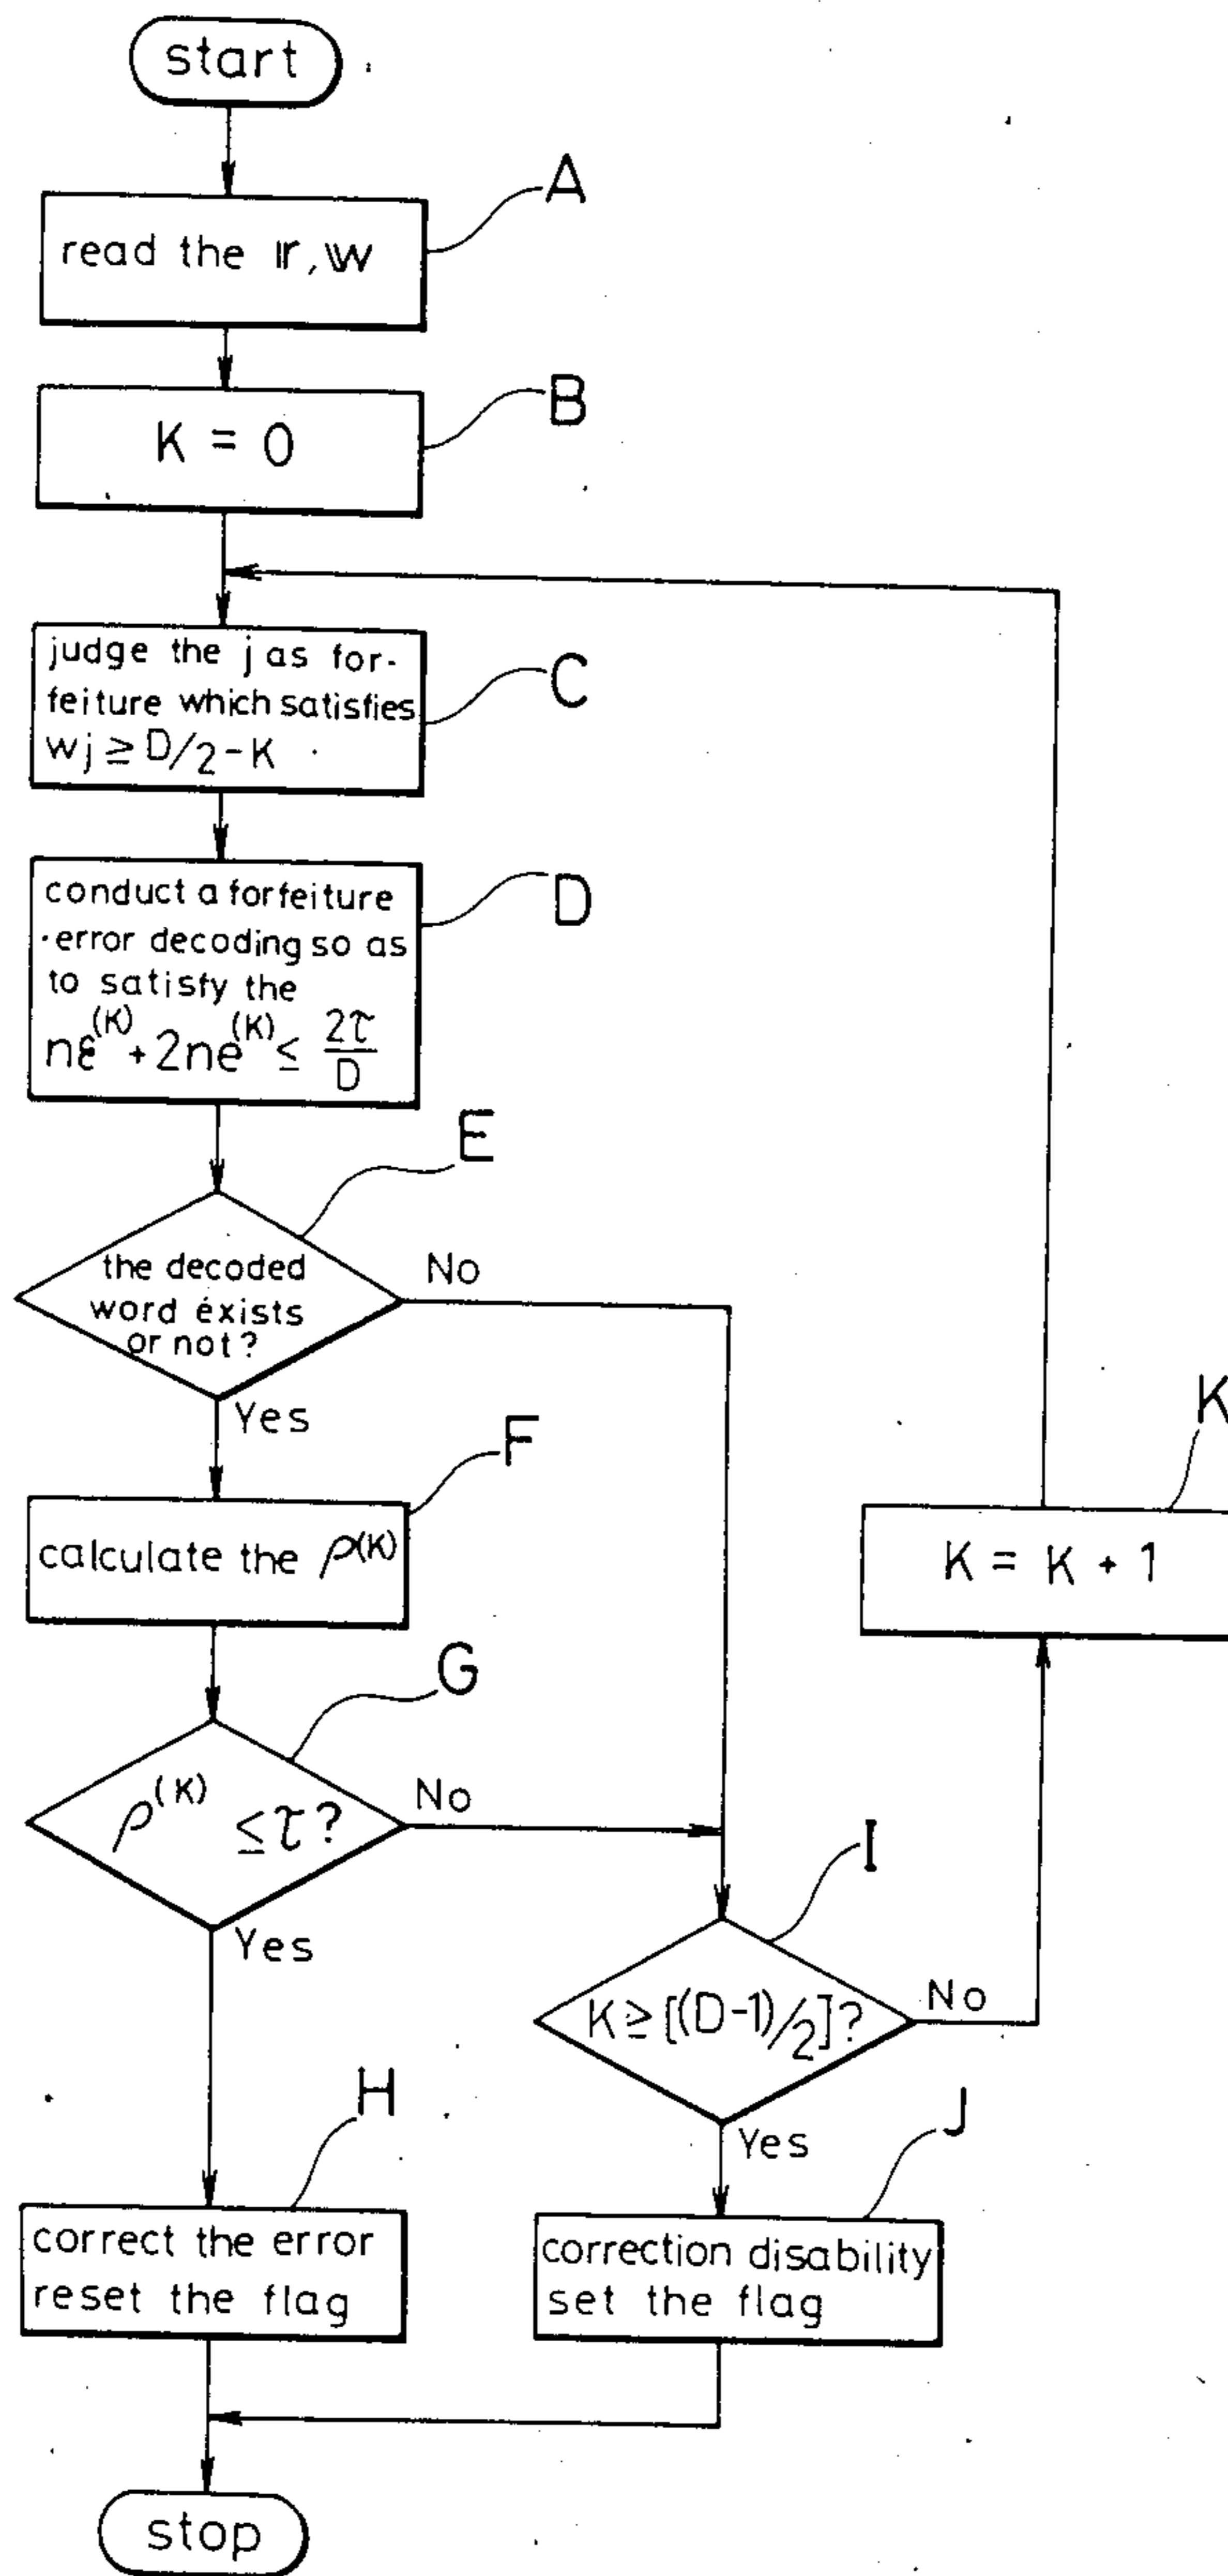 start
A
read the 𝕣, 𝕨
B
K = 0
C
judge the j as for-
feiture which satisfies
wj ≥ D/2 - K
D
conduct a forfeiture
·error decoding so as
to satisfy the
nε^(K) + 2ne^(K) ≤ 2τ/D
E
the decoded
word exists
or not?
No
Yes
F
calculate the ρ^(K)
K
K = K + 1
G
ρ^(K) ≤ τ?
No
Yes
I
K ≥ [(D-1)/2]?
No
Yes
H
correct the error
reset the flag
J
correction disability
set the flag
stop